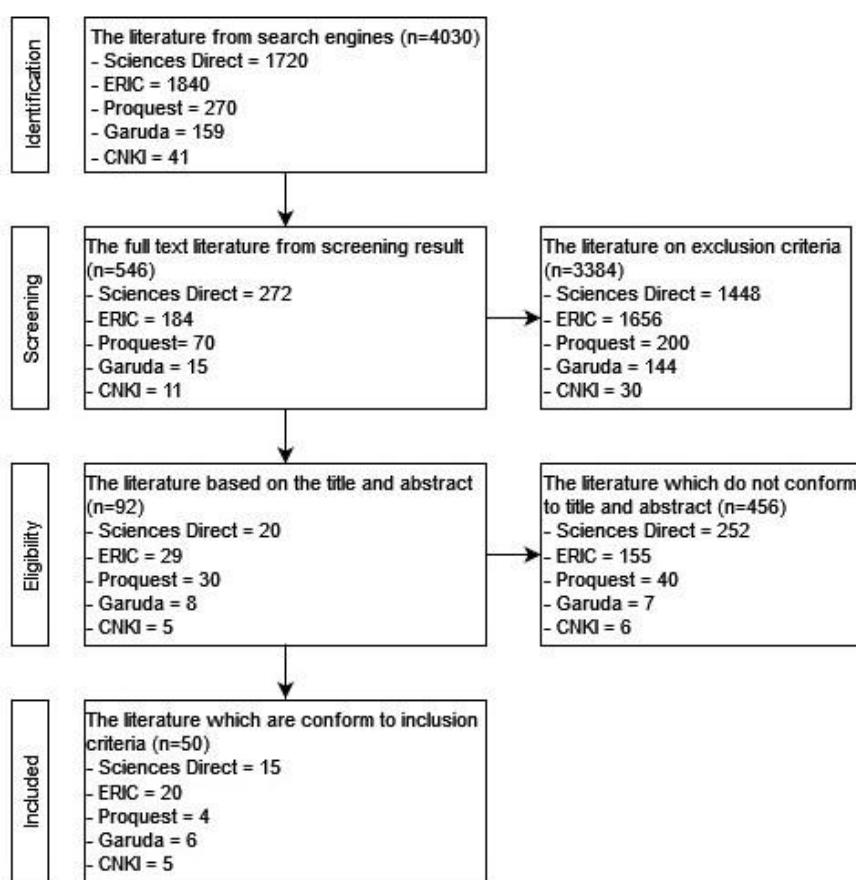 Identification
The literature from search engines (n=4030)
- Sciences Direct = 1720
- ERIC = 1840
- Proquest = 270
- Garuda = 159
- CNKI = 41
Screening
The full text literature from screening result
(n=546)
- Sciences Direct = 272
- ERIC = 184
- Proquest= 70
- Garuda = 15
- CNKI = 11
The literature on exclusion criteria
(n=3384)
- Sciences Direct = 1448
- ERIC = 1656
- Proquest = 200
- Garuda = 144
- CNKI = 30
Eligibility
The literature based on the title and abstract
(n=92)
- Sciences Direct = 20
- ERIC = 29
- Proquest = 30
- Garuda = 8
- CNKI = 5
The literature which do not conform
to title and abstract (n=456)
- Sciences Direct = 252
- ERIC = 155
- Proquest = 40
- Garuda = 7
- CNKI = 6
Included
The literature which are conform to inclusion
criteria (n=50)
- Sciences Direct = 15
- ERIC = 20
- Proquest = 4
- Garuda = 6
- CNKI = 5